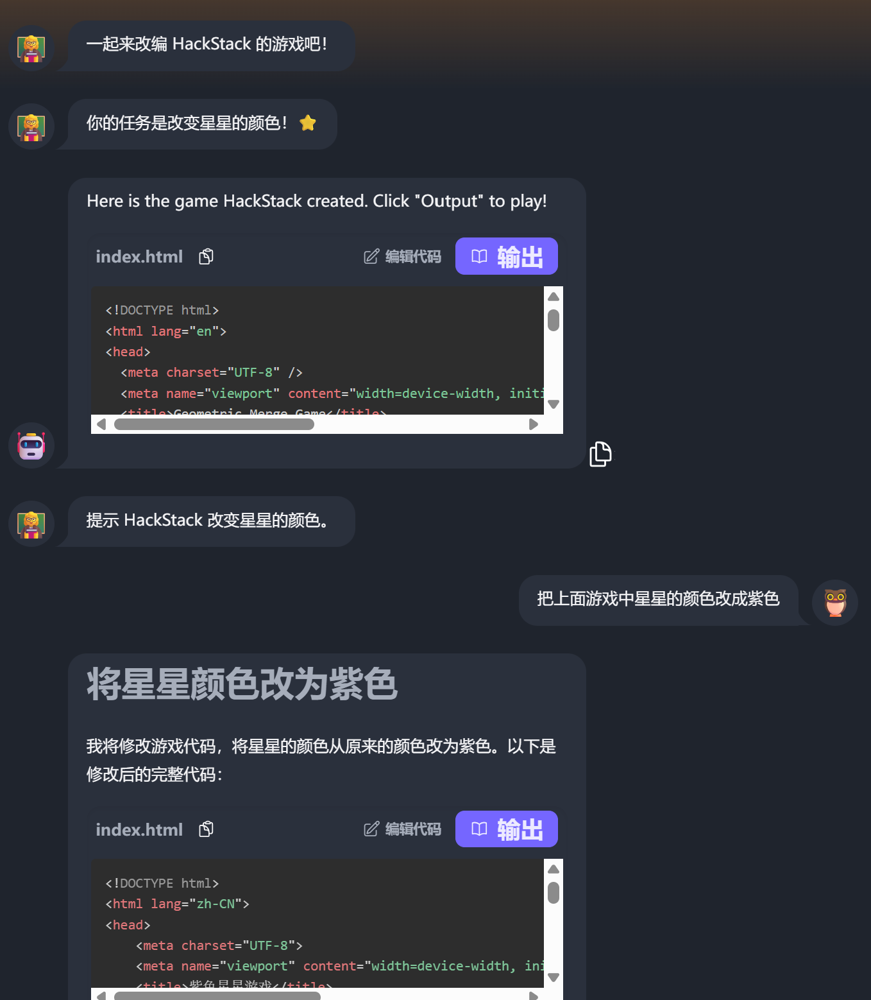 一起来改编 HackStack 的游戏吧！
你的任务是改变星星的颜色！ ⭐
Here is the game HackStack created. Click "Output" to play!
index.html 编辑代码 输出
<!DOCTYPE html>
<html lang="en">
<head>
<meta charset="UTF-8" />
<meta name="viewport" content="width=device-width, initi
<title>Geometric Merge Game</title>
提示 HackStack 改变星星的颜色。
把上面游戏中星星的颜色改成紫色
将星星颜色改为紫色
我将修改游戏代码，将星星的颜色从原来的颜色改为紫色。以下是
修改后的完整代码：
index.html 编辑代码 输出
<!DOCTYPE html>
<html lang="zh-CN">
<head>
<meta charset="UTF-8">
<meta name="viewport" content="width=device-width, ini
<title>紫色星星游戏</title>